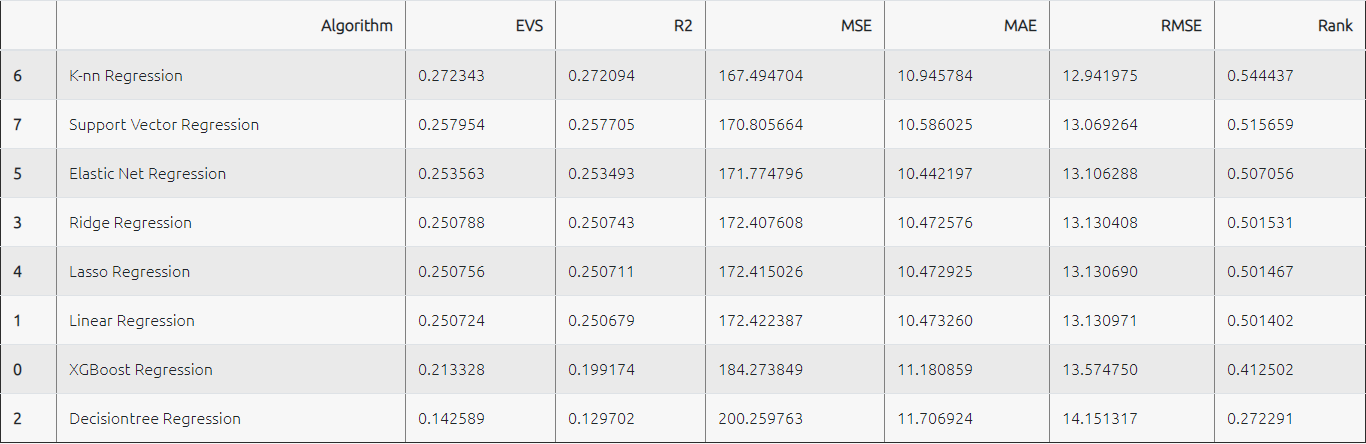 Algorithm EVS R2 MSE MAE RMSE Rank
6 K-nn Regression 0.272343 0.272094 167.494704 10.945784 12.941975 0.544437
7 Support Vector Regression 0.257954 0.257705 170.805664 10.586025 13.069264 0.515659
5 Elastic Net Regression 0.253563 0.253493 171.774796 10.442197 13.106288 0.507056
3 Ridge Regression 0.250788 0.250743 172.407608 10.472576 13.130408 0.501531
4 Lasso Regression 0.250756 0.250711 172.415026 10.472925 13.130690 0.501467
1 Linear Regression 0.250724 0.250679 172.422387 10.473260 13.130971 0.501402
0 XGBoost Regression 0.213328 0.199174 184.273849 11.180859 13.574750 0.412502
2 Decisiontree Regression 0.142589 0.129702 200.259763 11.706924 14.151317 0.272291